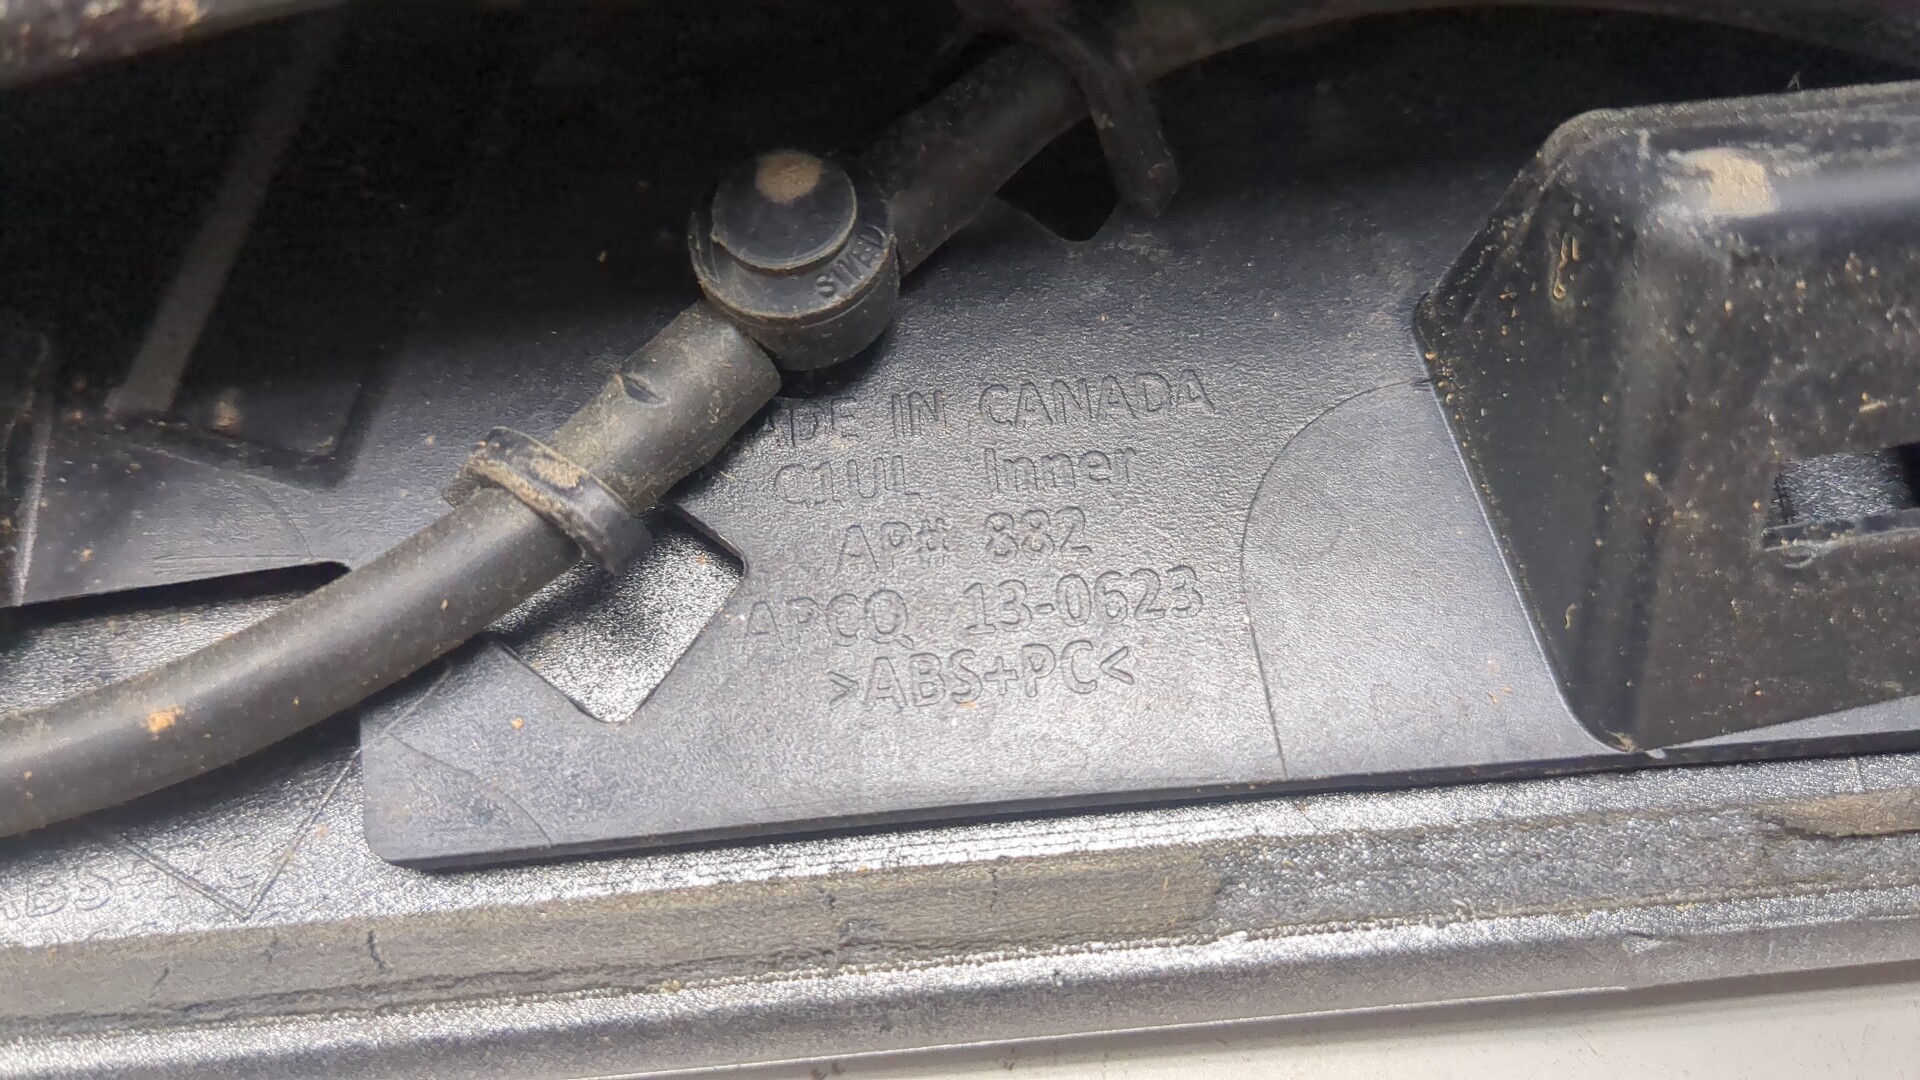 ADE IN CANADA
C1UL Inner
AP# 882
APCQ 13-0623
>ABS+PC<